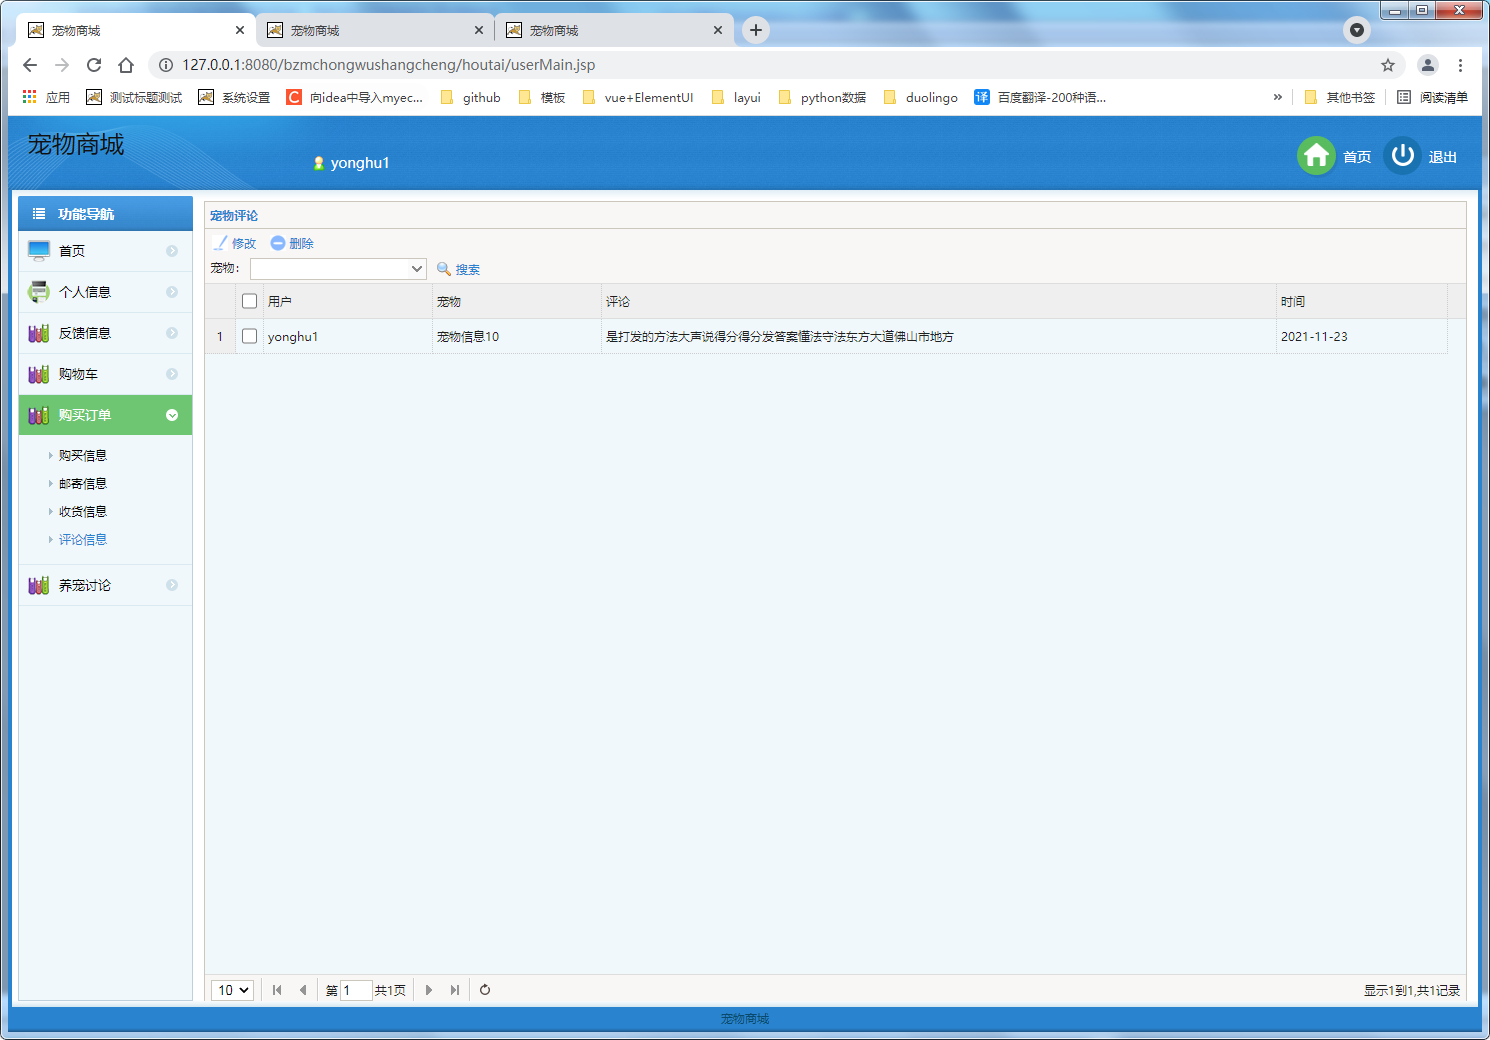 宠物商城 宠物商城 宠物商城
127.0.0.1:8080/bzmchongwushangcheng/houtai/userMain.jsp
应用 测试标题测试 系统设置 C 向idea中导入myec... github 模板 vue+ElementUI layui python数据 duolingo 译 百度翻译-200种语... » 其他书签 阅读清单
宠物商城
yonghu1 首页 退出
功能导航
首页
个人信息
反馈信息
购物车
购买订单
购买信息
邮寄信息
收货信息
评论信息
养宠讨论
宠物评论
修改 删除
宠物: 搜索
用户 宠物 评论 时间
1 yonghu1 宠物信息10 是打发的方法大声说得分得分发答案懂法守法东方大道佛山市地方 2021-11-23
10 第 1 共1页 显示1到1,共1记录
宠物商城